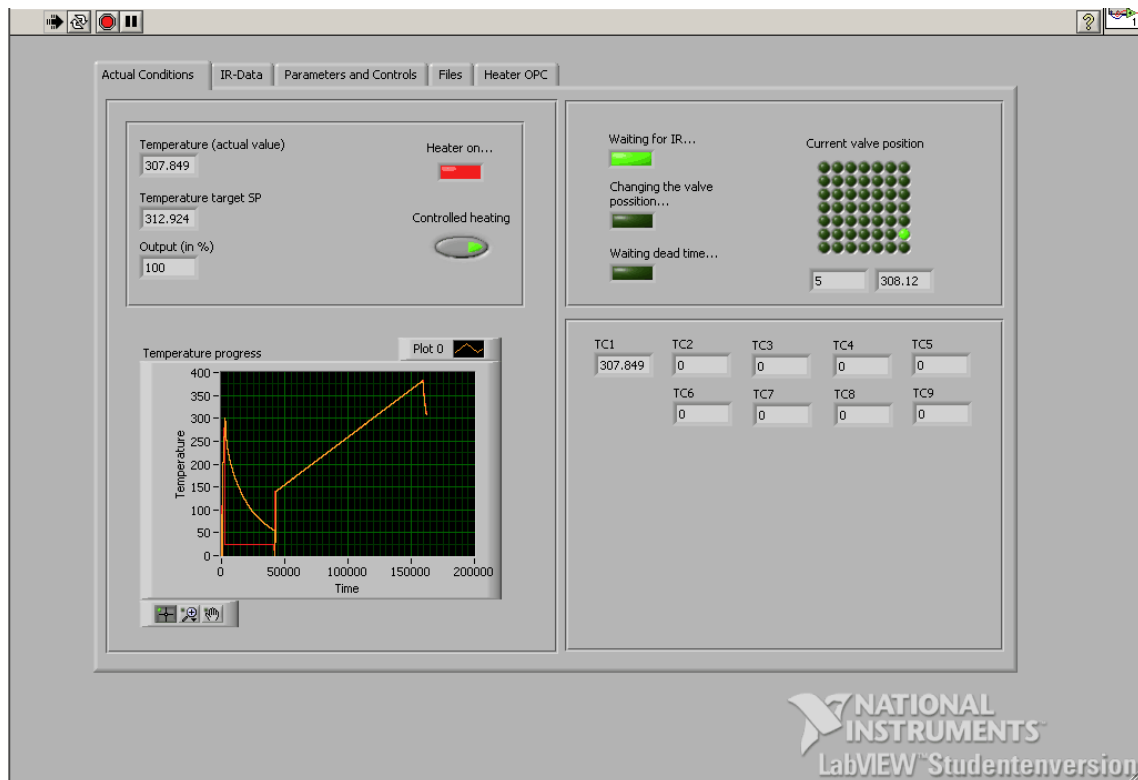 1
Actual Conditions IR-Data Parameters and Controls Files Heater OPC
Temperature (actual value)
307.849
Heater on...
Temperature target SP
312.924
Controlled heating
Output (in %)
100
Waiting for IR...
Changing the valve
possition...
Waiting dead time...
Current valve position
5 308.12
Temperature progress
Plot 0
400
350
300
250
200
150
100
50
0
Temperature
0 50000 100000 150000 200000
Time
TC1 TC2 TC3 TC4 TC5
307.849 0 0 0 0
TC6 TC7 TC8 TC9
0 0 0 0
NATIONAL
INSTRUMENTS™
LabVIEW™Studentenversion